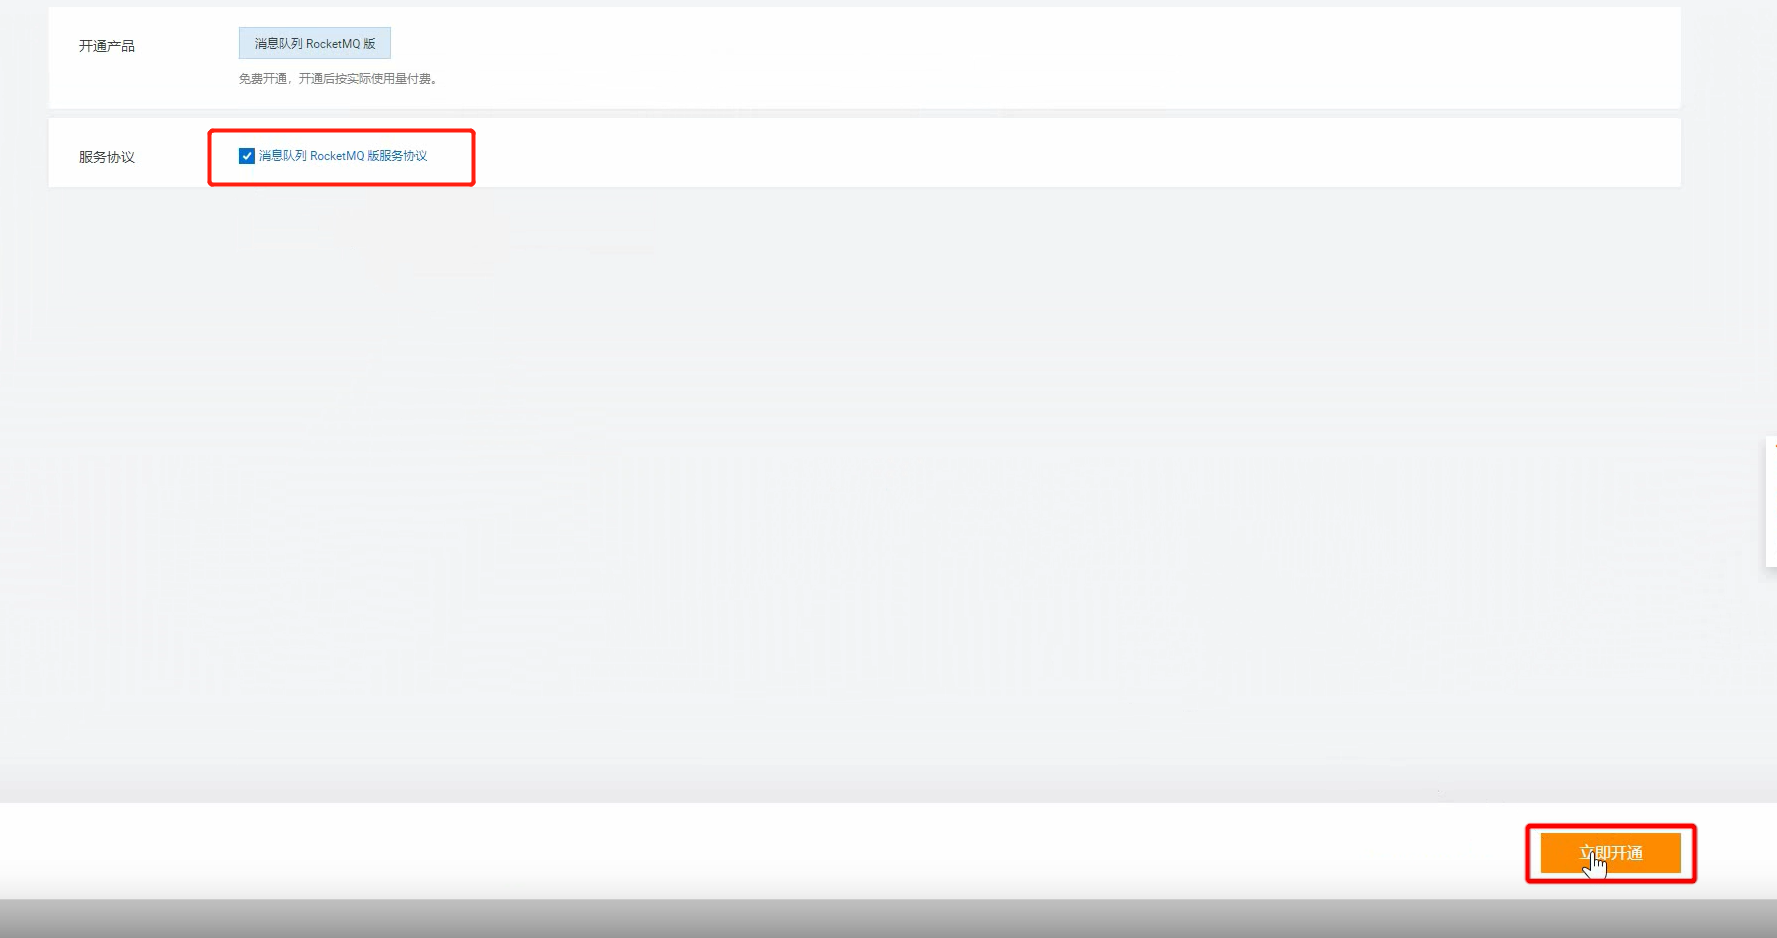 开通产品
消息队列 RocketMQ 版
免费开通，开通后按实际使用量付费。
服务协议
消息队列 RocketMQ 版服务协议
立即开通